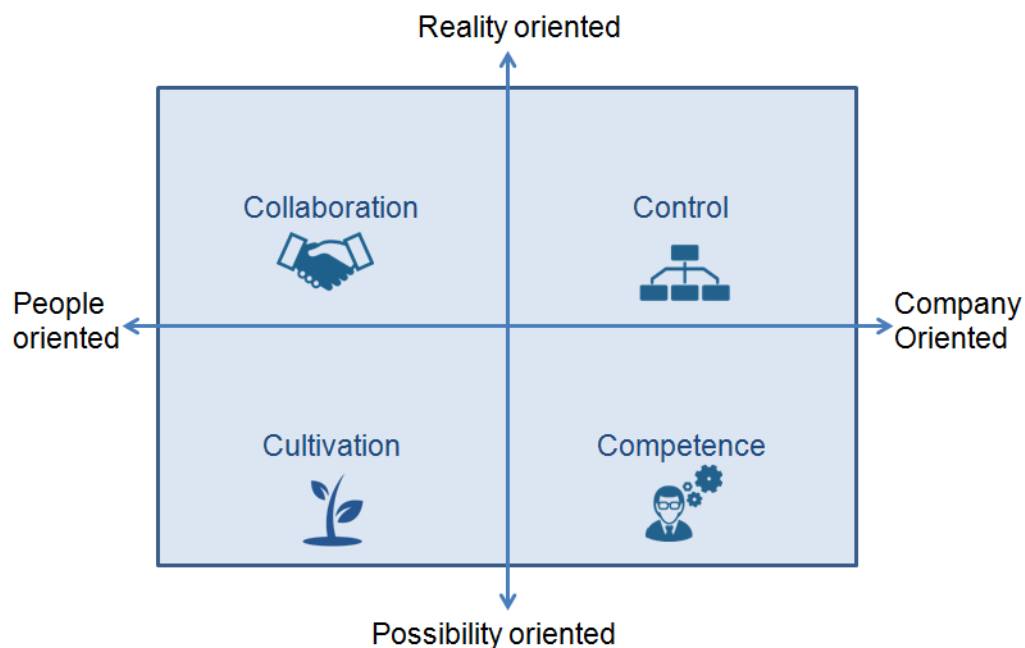 Reality oriented
Collaboration
Control
People
oriented
Company
Oriented
Cultivation
Competence
Possibility oriented